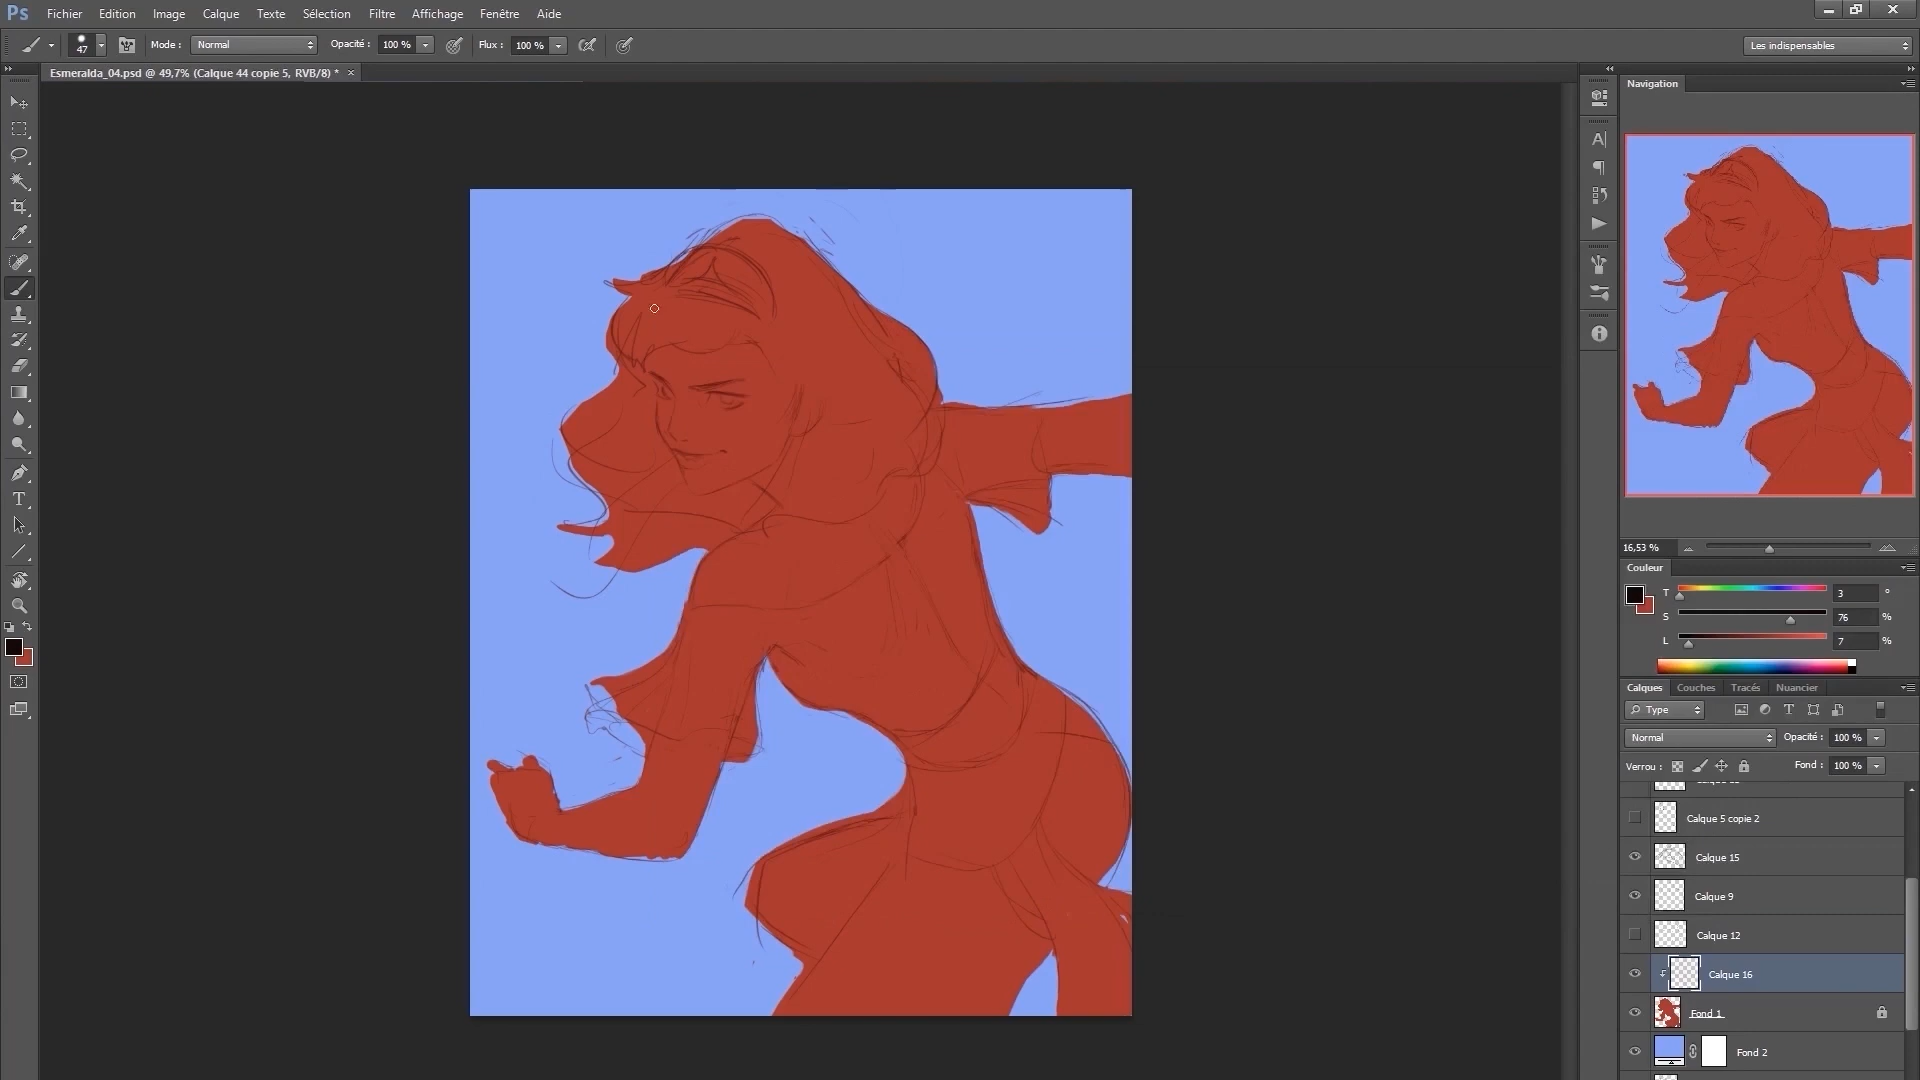 Ps Fichier Edition Image Calque Texte Sélection Filtre Affichage Fenêtre Aide
47 Mode : Normal Opacité : 100 % Flux : 100 % Les indispensables
Esmeralda_04.psd @ 49,7% (Calque 44 copie 5, RVB/8) * ×
Navigation
16,53 %
Couleur
T 3 °
S 76 %
L 7 %
Calques Couches Tracés Nuancier
Type
Normal Opacité : 100 %
Verrou : Fond : 100 %
Calque 5 copie 2
Calque 15
Calque 9
Calque 12
Calque 16
Fond 1
Fond 2